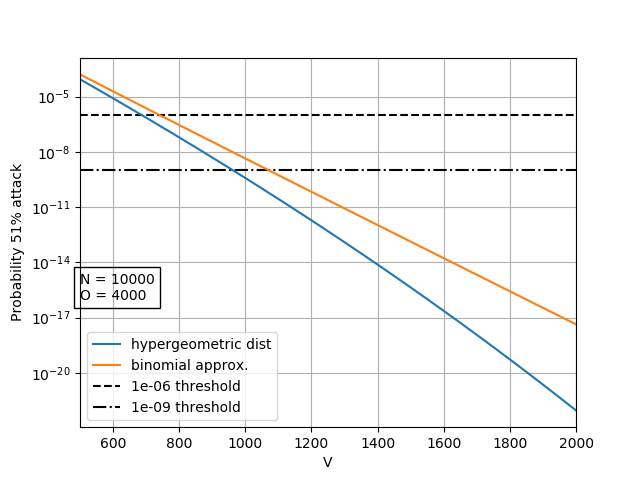 Probability 51% attack
10⁻⁵
10⁻⁸
10⁻¹¹
10⁻¹⁴
10⁻¹⁷
10⁻²⁰
N = 10000
O = 4000
hypergeometric dist
binomial approx.
1e-06 threshold
1e-09 threshold
600 800 1000 1200 1400 1600 1800 2000
V